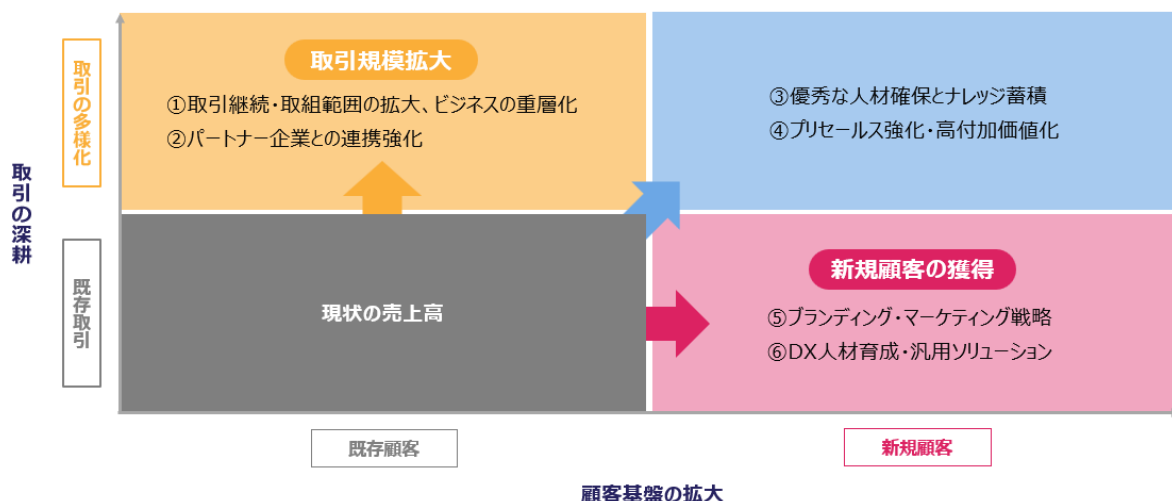 取引の深耕
取引の多様化
取引規模拡大
①取引継続・取組範囲の拡大、ビジネスの重層化
②パートナー企業との連携強化
③優秀な人材確保とナレッジ蓄積
④プリセールス強化・高付加価値化
既存取引
現状の売上高
新規顧客の獲得
⑤ブランディング・マーケティング戦略
⑥DX人材育成・汎用ソリューション
既存顧客
新規顧客
顧客基盤の拡大